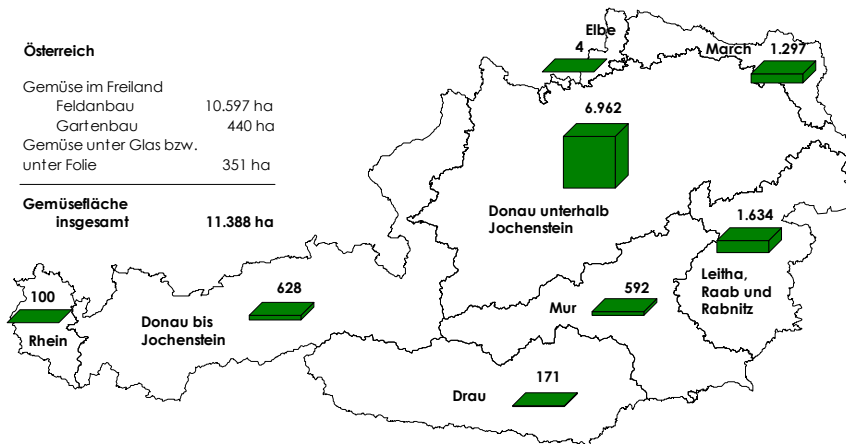 Österreich
Gemüse im Freiland
Feldanbau 10.597 ha
Gartenbau 440 ha
Gemüse unter Glas bzw.
unter Folie 351 ha
Gemüsefläche
insgesamt 11.388 ha
Elbe
4
March 1.297
6.962
Donau unterhalb
Jochenstein
1.634
Leitha,
Raab und
Rabnitz
100
Rhein
628
Donau bis
Jochenstein
592
Mur
171
Drau